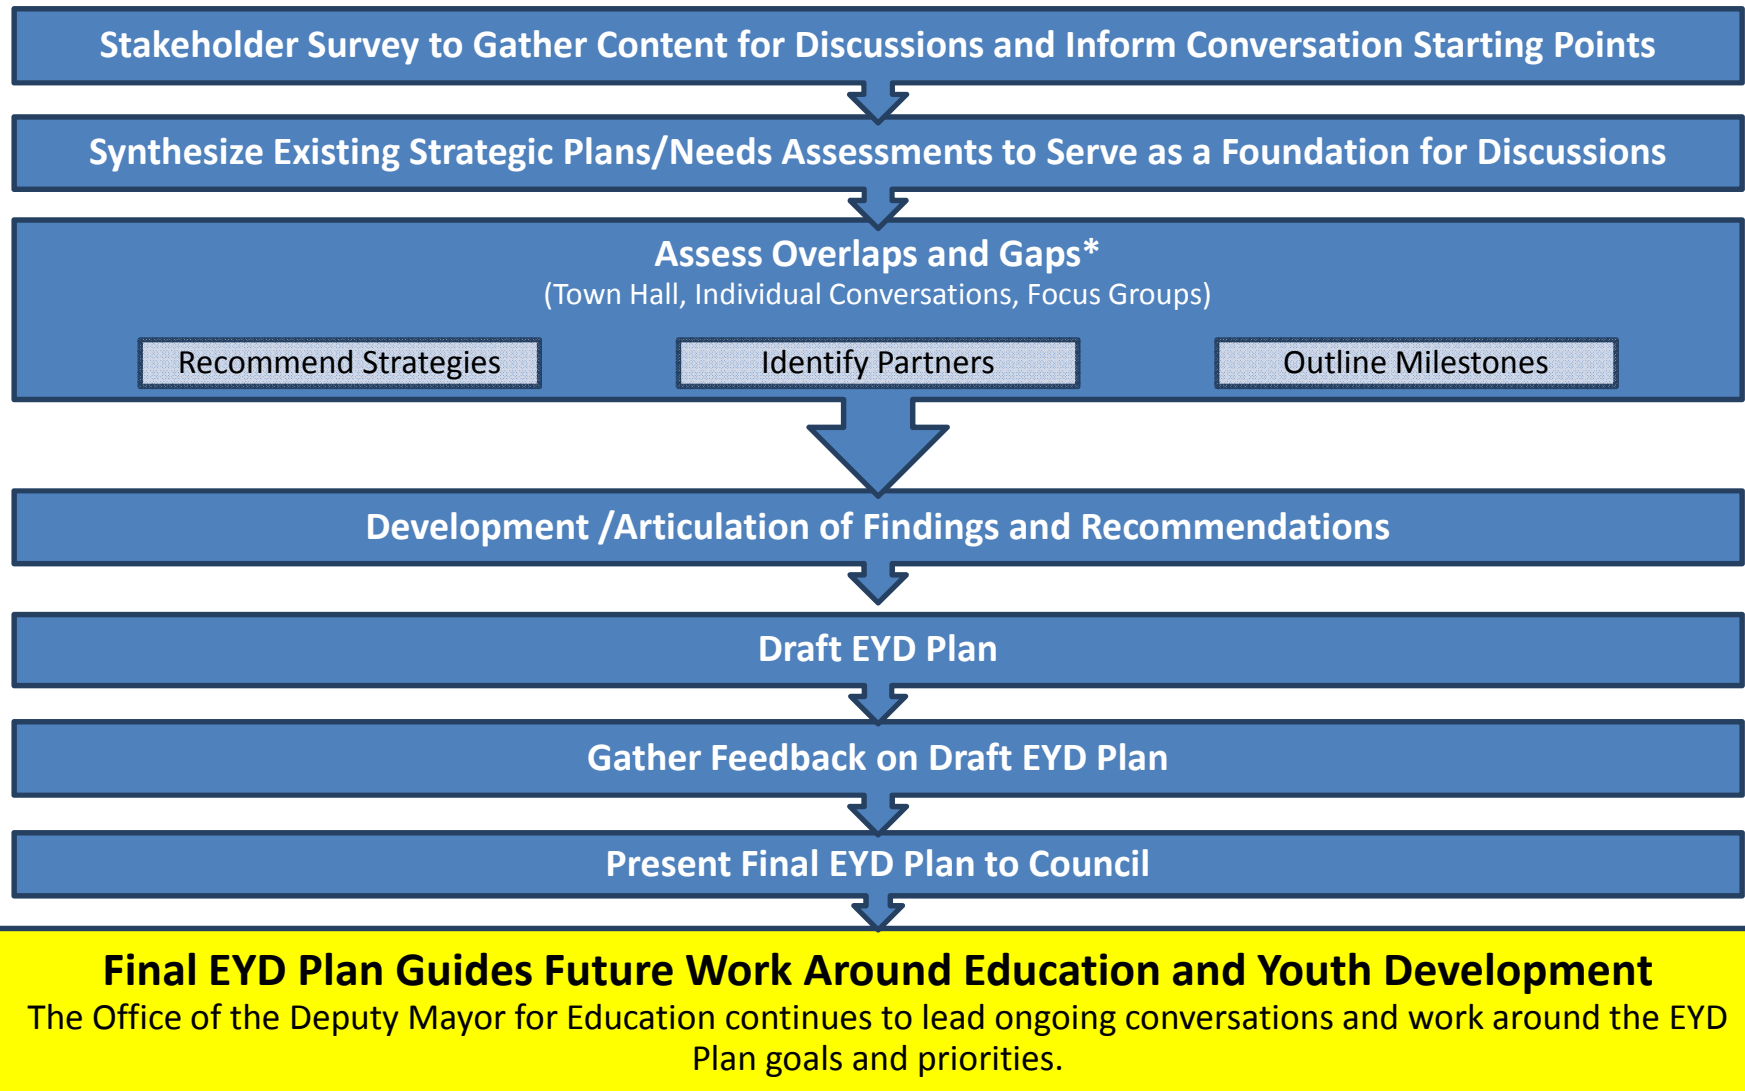 Stakeholder Survey to Gather Content for Discussions and Inform Conversation Starting Points
Synthesize Existing Strategic Plans/Needs Assessments to Serve as a Foundation for Discussions
Assess Overlaps and Gaps*
(Town Hall, Individual Conversations, Focus Groups)
Recommend Strategies
Identify Partners
Outline Milestones
Development /Articulation of Findings and Recommendations
Draft EYD Plan
Gather Feedback on Draft EYD Plan
Present Final EYD Plan to Council
Final EYD Plan Guides Future Work Around Education and Youth Development
The Office of the Deputy Mayor for Education continues to lead ongoing conversations and work around the EYD
Plan goals and priorities.